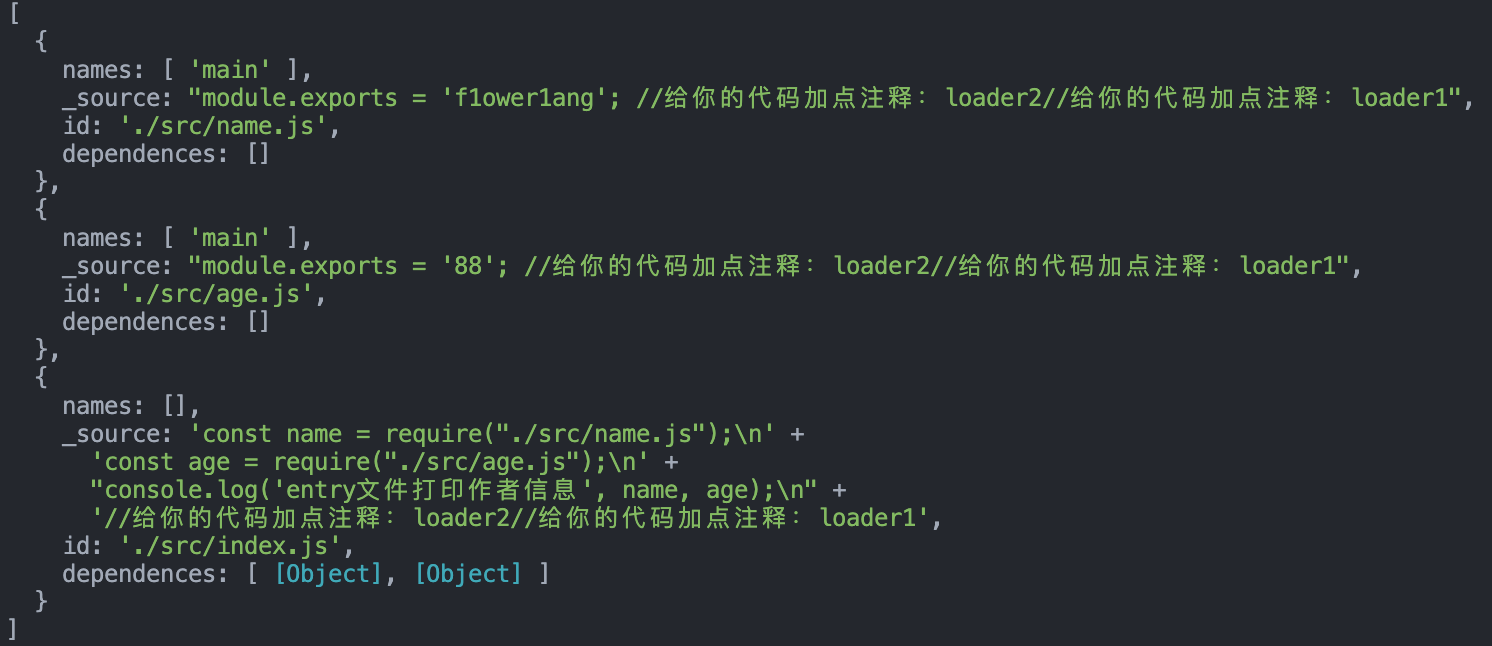 [
  {
    names: [ 'main' ],
    _source: "module.exports = 'f1ower1ang'; //给你的代码加点注释：loader2//给你的代码加点注释：loader1",
    id: './src/name.js',
    dependences: []
  },
  {
    names: [ 'main' ],
    _source: "module.exports = '88'; //给你的代码加点注释：loader2//给你的代码加点注释：loader1",
    id: './src/age.js',
    dependences: []
  },
  {
    names: [],
    _source: 'const name = require("./src/name.js");\n' +
      'const age = require("./src/age.js");\n' +
      "console.log('entry文件打印作者信息', name, age);\n" +
      '//给你的代码加点注释：loader2//给你的代码加点注释：loader1',
    id: './src/index.js',
    dependences: [ [Object], [Object] ]
  }
]